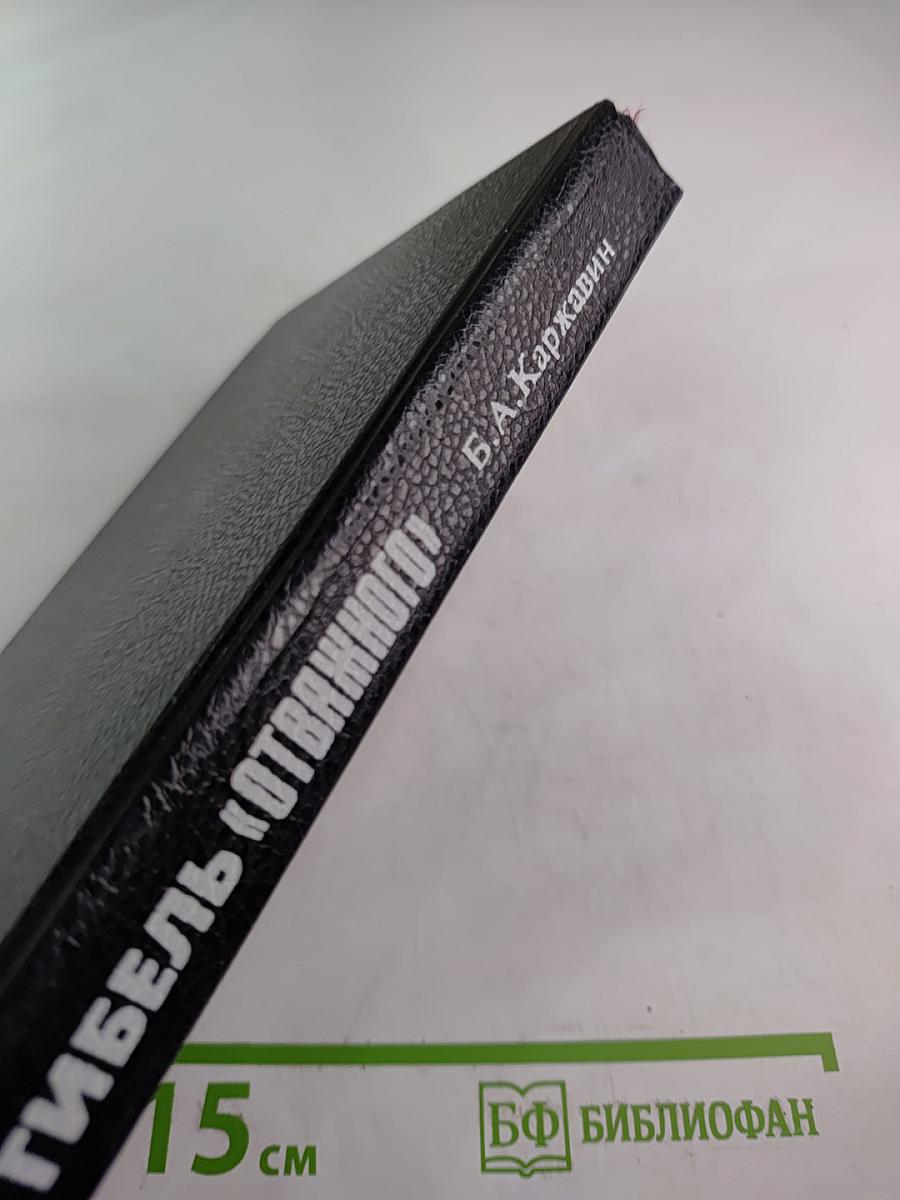 Б.А.Каржавин
ГИБЕЛЬ «ОТВАЖНОГО»
15 см
БФ БИБЛИОФАН